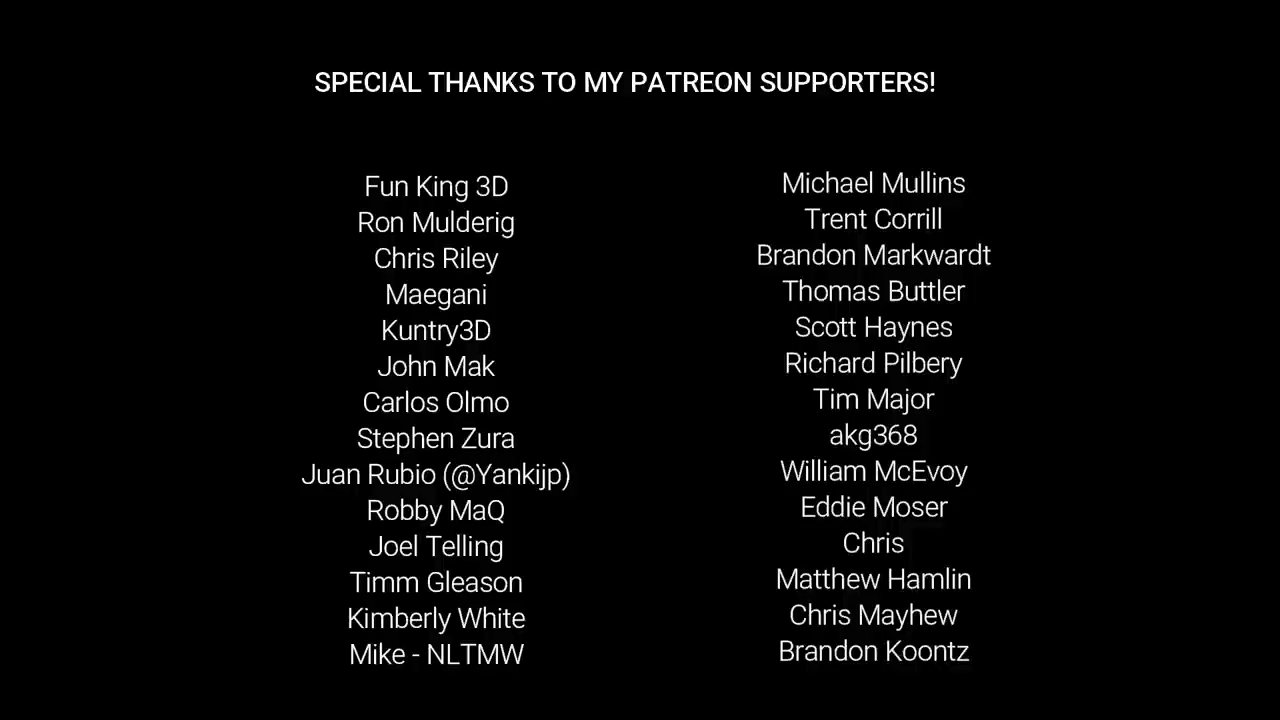 SPECIAL THANKS TO MY PATREON SUPPORTERS!
Fun King 3D
Ron Mulderig
Chris Riley
Maegani
Kuntry3D
John Mak
Carlos Olmo
Stephen Zura
Juan Rubio (@Yankijp)
Robby MaQ
Joel Telling
Timm Gleason
Kimberly White
Mike - NLTMW
Michael Mullins
Trent Corrill
Brandon Markwardt
Thomas Buttler
Scott Haynes
Richard Pilbery
Tim Major
akg368
William McEvoy
Eddie Moser
Chris
Matthew Hamlin
Chris Mayhew
Brandon Koontz